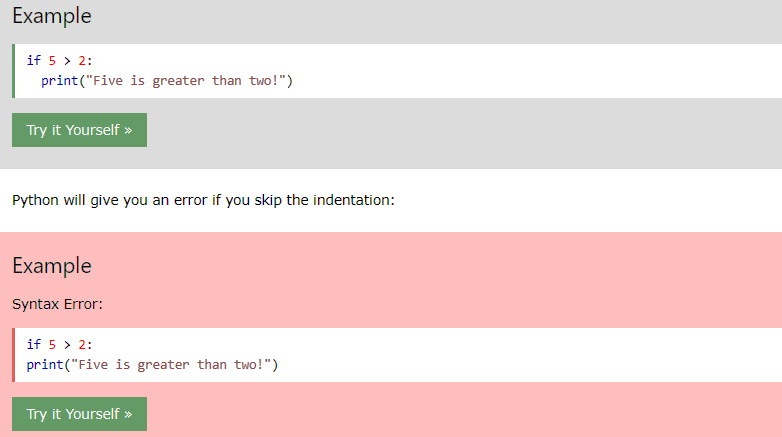 Example
if 5 > 2:
  print("Five is greater than two!")
Try it Yourself »
Python will give you an error if you skip the indentation:
Example
Syntax Error:
if 5 > 2:
print("Five is greater than two!")
Try it Yourself »